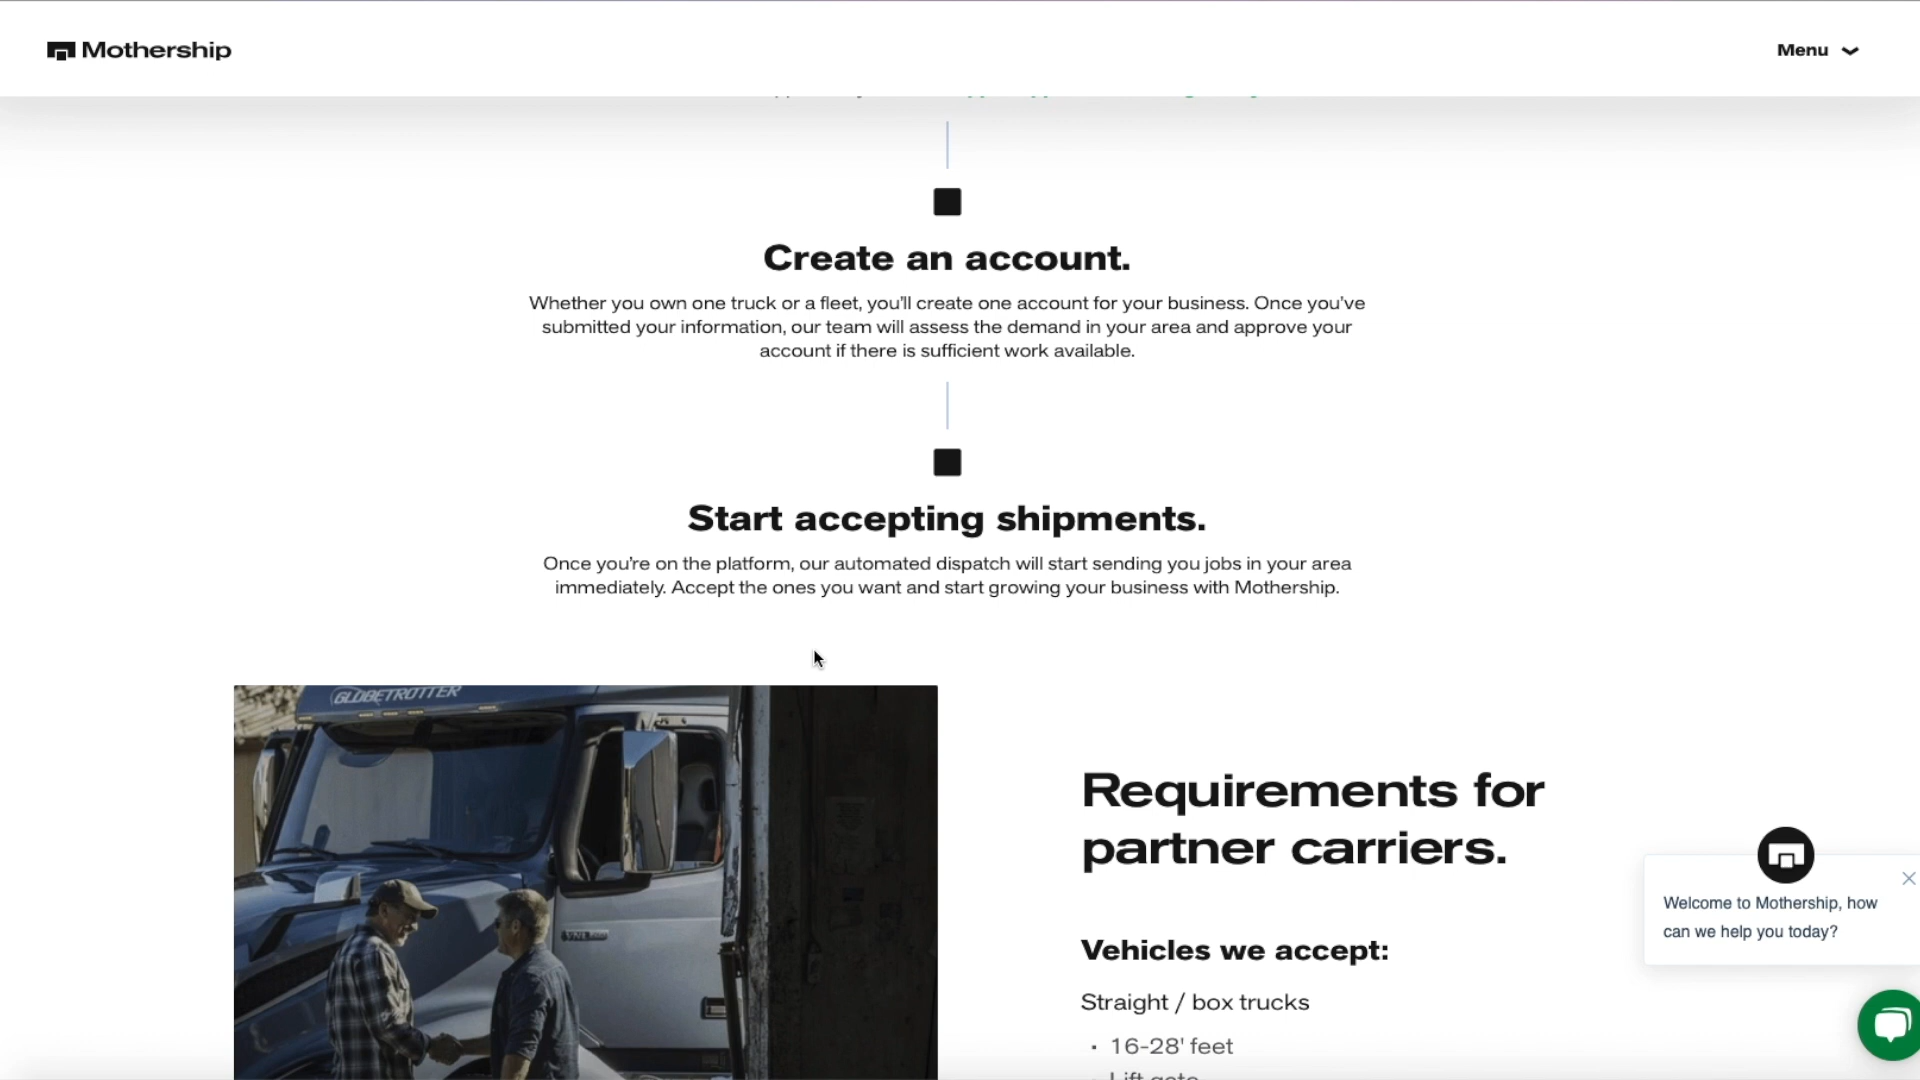 Mothership
Menu
Create an account.
Whether you own one truck or a fleet, you'll create one account for your business. Once you've
submitted your information, our team will assess the demand in your area and approve your
account if there is sufficient work available.
Start accepting shipments.
Once you're on the platform, our automated dispatch will start sending you jobs in your area
immediately. Accept the ones you want and start growing your business with Mothership.
GLOBETROTTER
Requirements for
partner carriers.
Vehicles we accept:
Straight / box trucks
• 16-28' feet
• Lift gate
Welcome to Mothership, how
can we help you today?